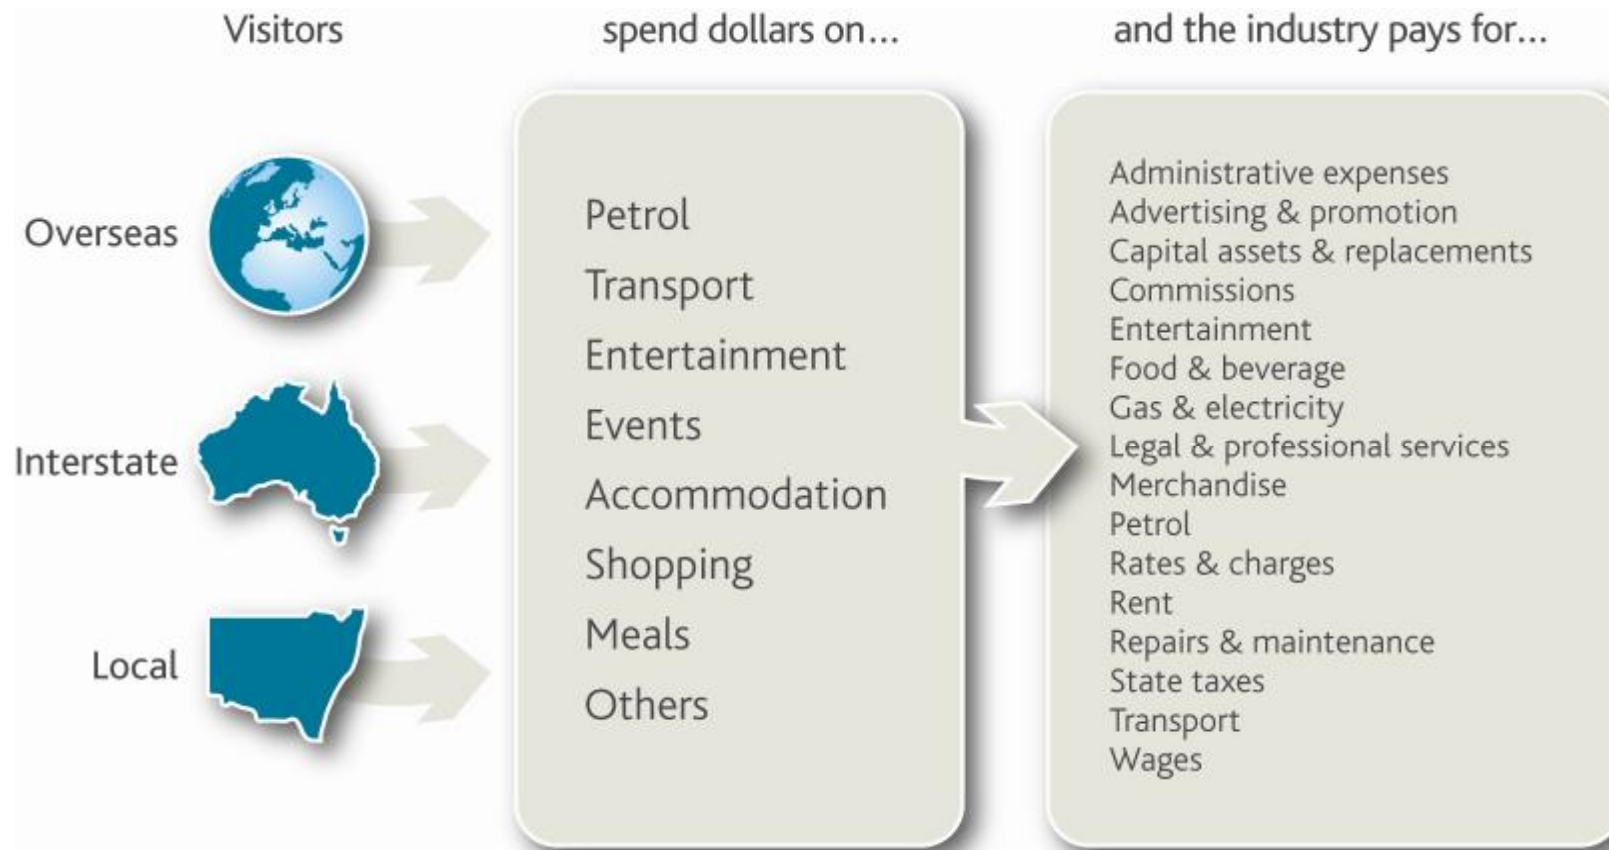 Visitors
spend dollars on...
and the industry pays for...
Overseas
Interstate
Local
Petrol
Transport
Entertainment
Events
Accommodation
Shopping
Meals
Others
Administrative expenses
Advertising & promotion
Capital assets & replacements
Commissions
Entertainment
Food & beverage
Gas & electricity
Legal & professional services
Merchandise
Petrol
Rates & charges
Rent
Repairs & maintenance
State taxes
Transport
Wages